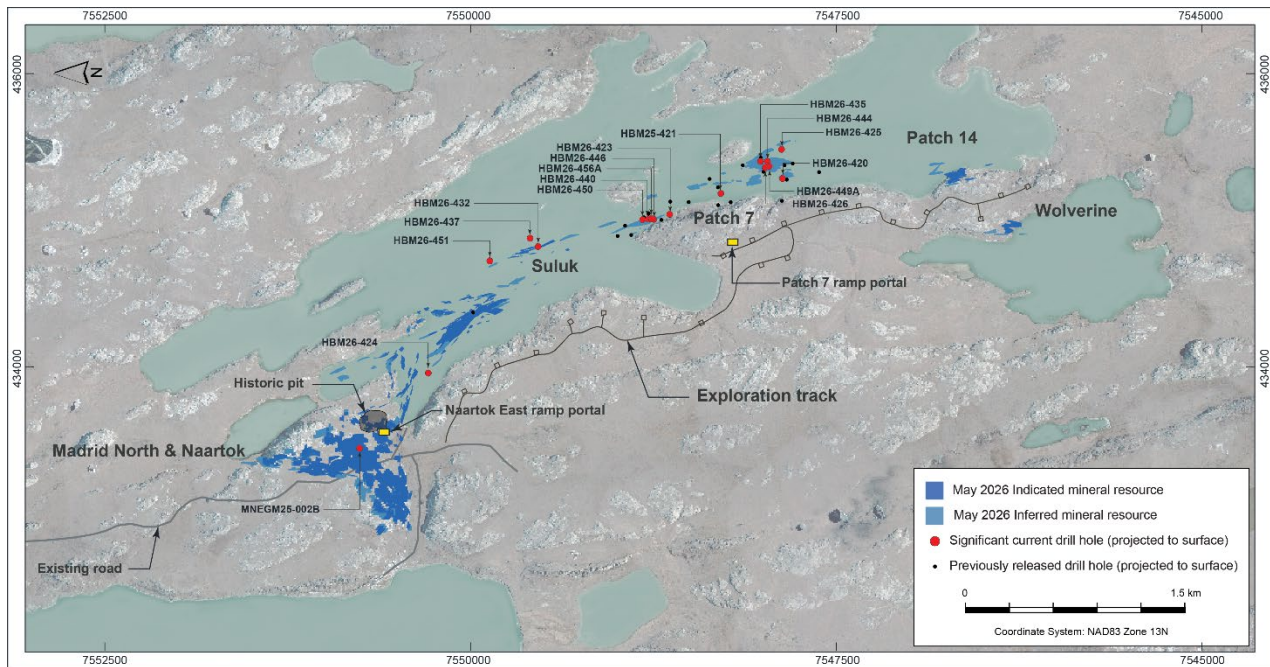 7552500
7550000
7547500
7545000
N
436000
436000
HBM26-435
HBM26-444
HBM26-425
HBM25-421
Patch 14
HBM26-423
HBM26-446
HBM26-456A
HBM26-440
HBM26-450
HBM26-420
HBM26-449A
HBM26-426
HBM26-432
HBM26-437
HBM26-451
Patch 7
Wolverine
Suluk
Patch 7 ramp portal
HBM26-424
434000
434000
Historic pit
Exploration track
Naartok East ramp portal
Madrid North & Naartok
MNEGM25-002B
Existing road
May 2026 Indicated mineral resource
May 2026 Inferred mineral resource
Significant current drill hole (projected to surface)
Previously released drill hole (projected to surface)
0
1.5 km
Coordinate System: NAD83 Zone 13N
7552500
7550000
7547500
7545000